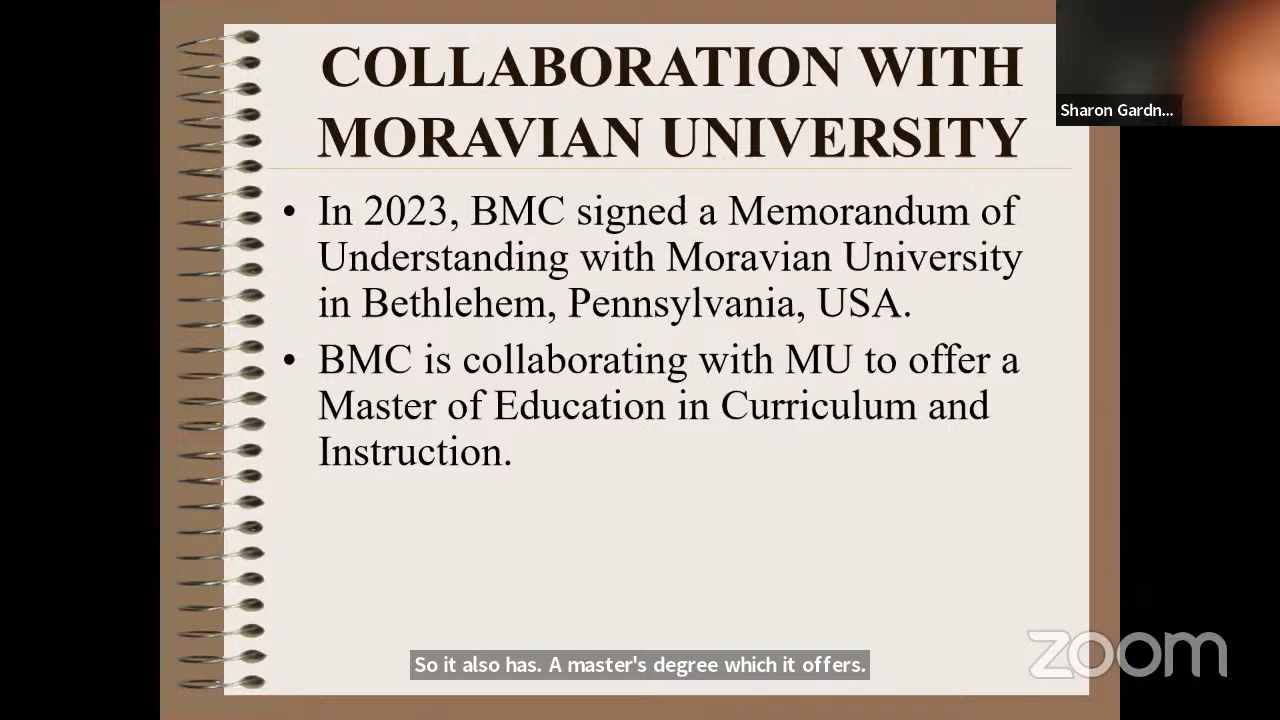 COLLABORATION WITH
MORAVIAN UNIVERSITY
Sharon Gardn...
• In 2023, BMC signed a Memorandum of
Understanding with Moravian University
in Bethlehem, Pennsylvania, USA.
• BMC is collaborating with MU to offer a
Master of Education in Curriculum and
Instruction.
So it also has. A master's degree which it offers.
zoom